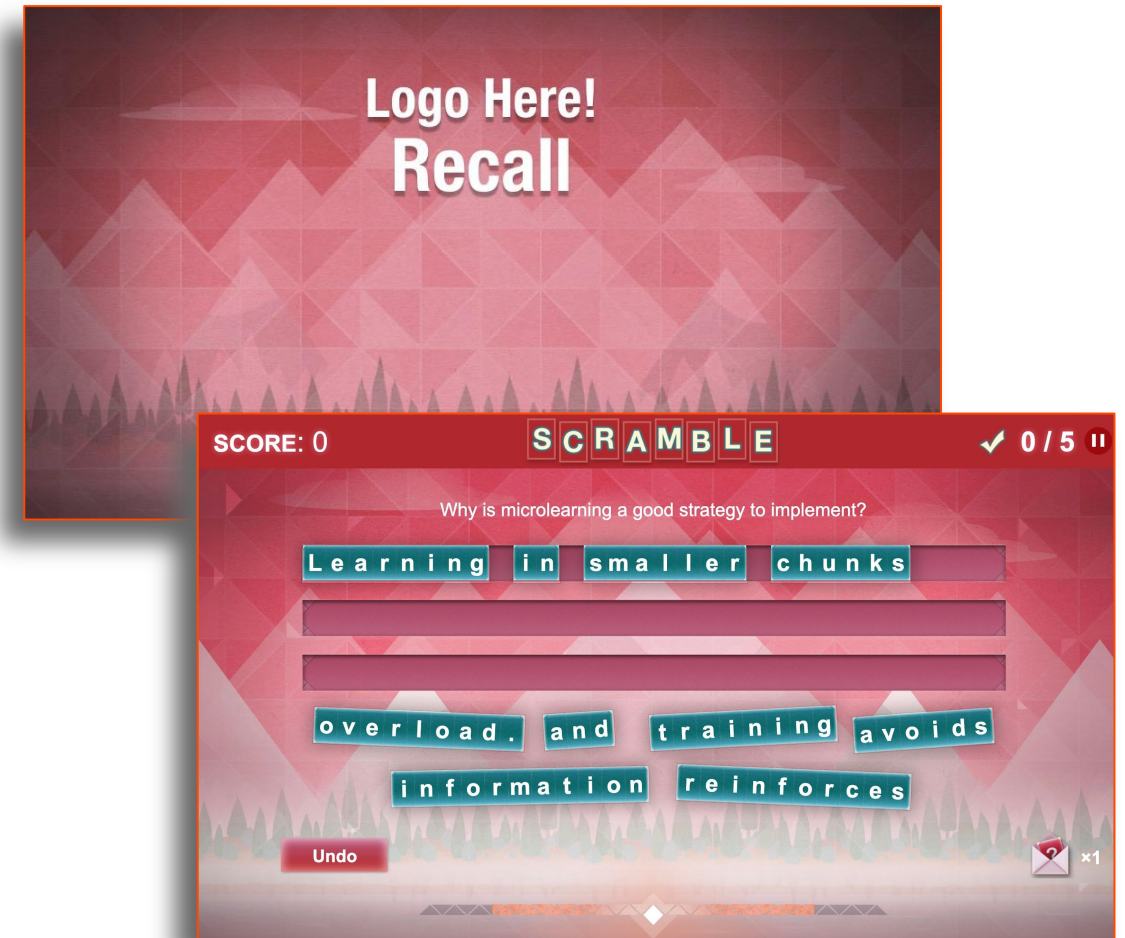 Logo Here!
Recall
SCORE: 0
SCRAMBLE
0 / 5
Why is microlearning a good strategy to implement?
Learning in smaller chunks
overload. and training avoids
information reinforces
Undo
?
×1